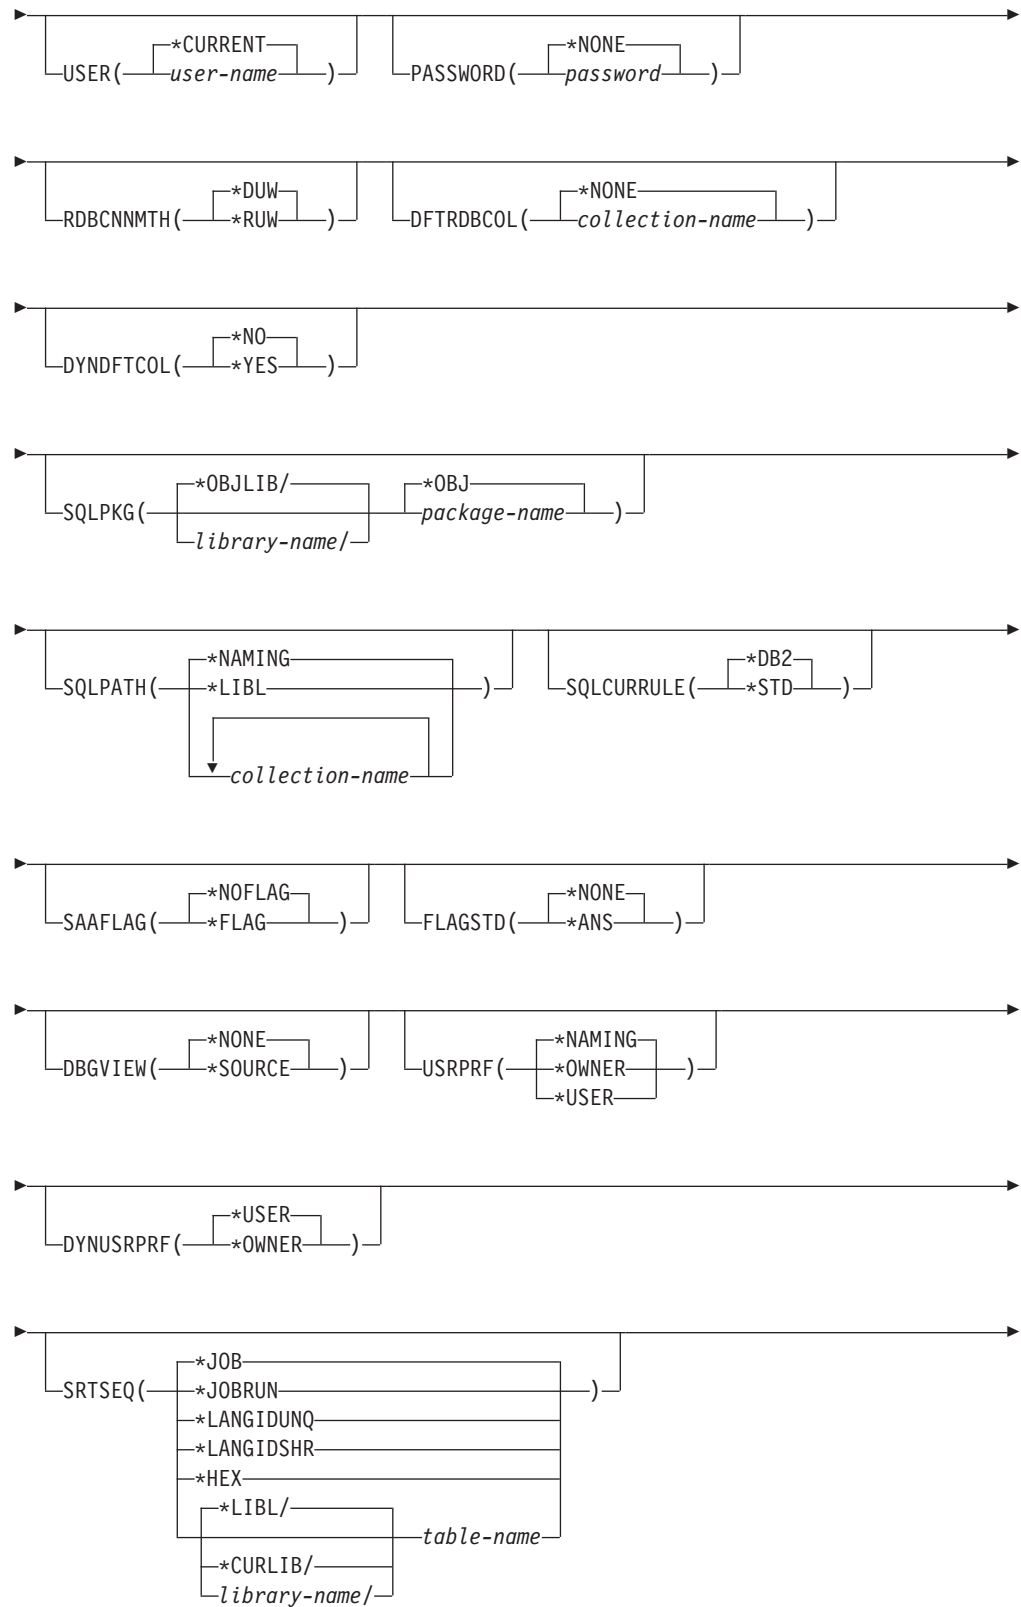 *CURRENT *NONE
USER( user-name ) PASSWORD( password )
*DUW *NONE
RDBCNNMTH( *RUW ) DFTRDBCOL( collection-name )
*NO
DYNDFTCOL( *YES )
*OBJLIB/ *OBJ
SQLPKG( package-name )
library-name/
*NAMING *DB2
SQLPATH( *LIBL ) SQLCURRULE( *STD )
collection-name
*NOFLAG *NONE
SAAFLAG( *FLAG ) FLAGSTD( *ANS )
*NONE *NAMING
DBGVIEW( *SOURCE ) USRPRF( *OWNER )
*USER
*USER
DYNUSRPRF( *OWNER )
*JOB
SRTSEQ( *JOBRUN )
*LANGIDUNQ
*LANGIDSHR
*HEX
*LIBL/
table-name
*CURLIB/
library-name/